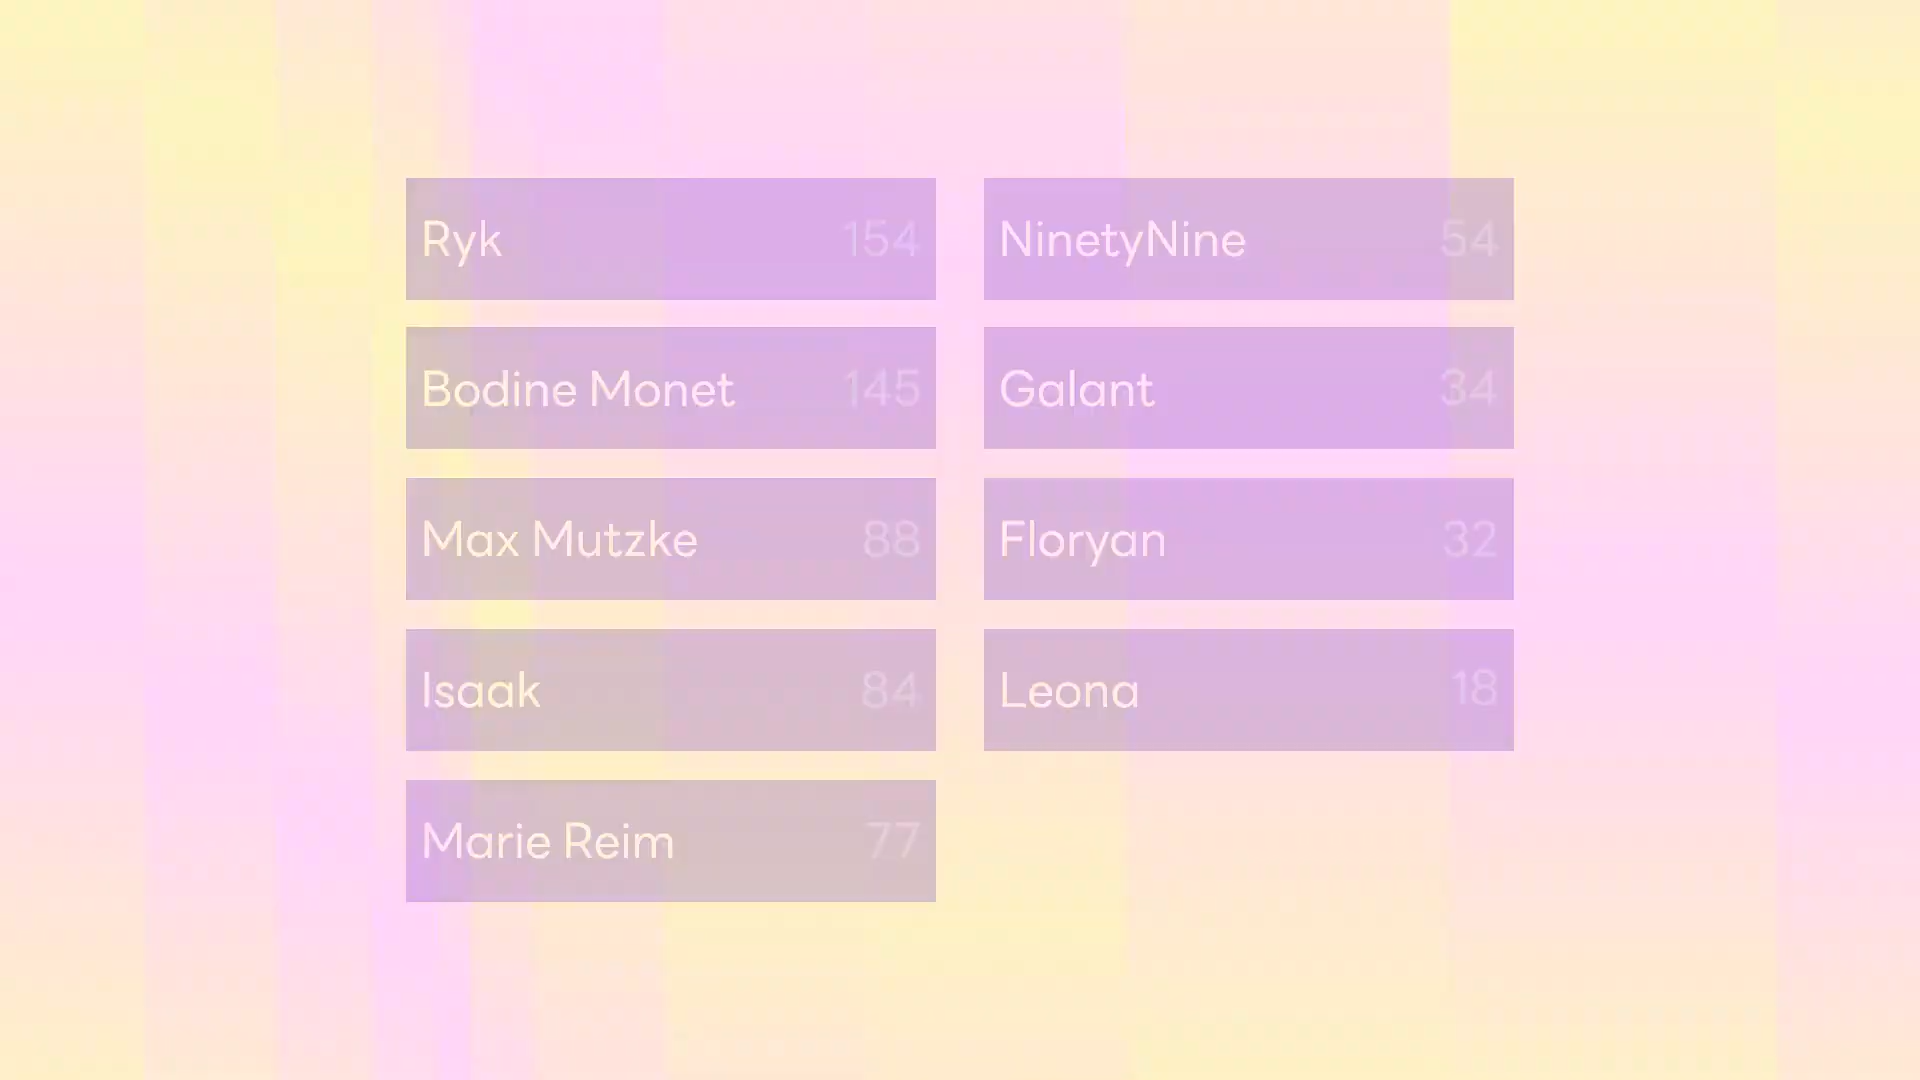 Ryk 154
Bodine Monet 145
Max Mutzke 88
Isaak 84
Marie Reim 77
NinetyNine 54
Galant 34
Floryan 32
Leona 18